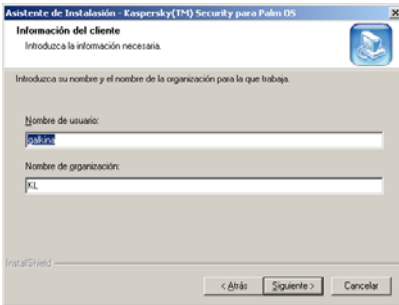 Asistente de Instalasión - Kaspersky(TM) Security para Palm OS
Información del cliente
Introduzca la información necesaria.
Introduzca su nombre y el nombre de la organización para la que trabaja.
Nombre de usuario:
galkina
Nombre de organización:
KL
InstallShield
< Atrás Siguiente > Cancelar